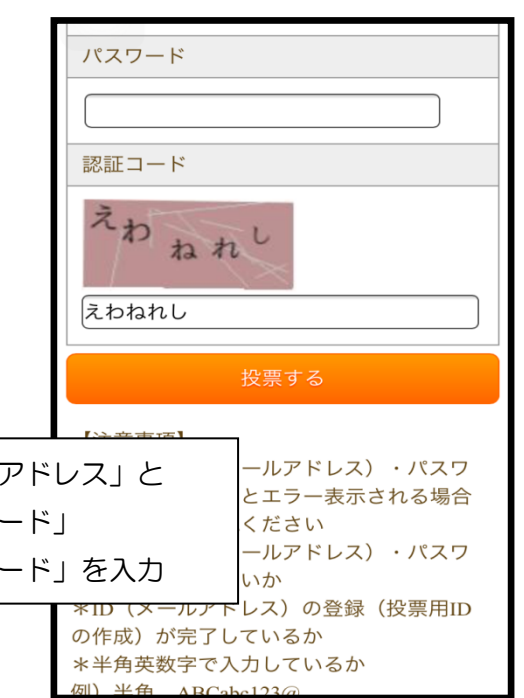 パスワード
認証コード
えわねれし
えわねれし
投票する
【注意事項】
アドレス」と
ード」
ード」を入力
ールアドレス）・パスワ
とエラー表示される場合
ください
ールアドレス）・パスワ
いか
＊ID（メールアドレス）の登録（投票用ID
の作成）が完了しているか
＊半角英数字で入力しているか
例）半角　ABCabc123@